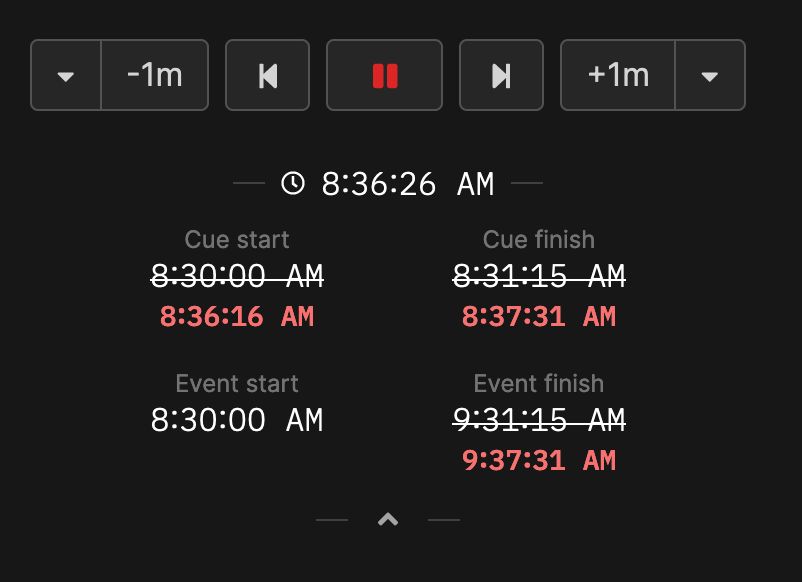 -1m +1m
8:36:26 AM
Cue start Cue finish
8:30:00 AM 8:31:15 AM
8:36:16 AM 8:37:31 AM
Event start Event finish
8:30:00 AM 9:31:15 AM
9:37:31 AM